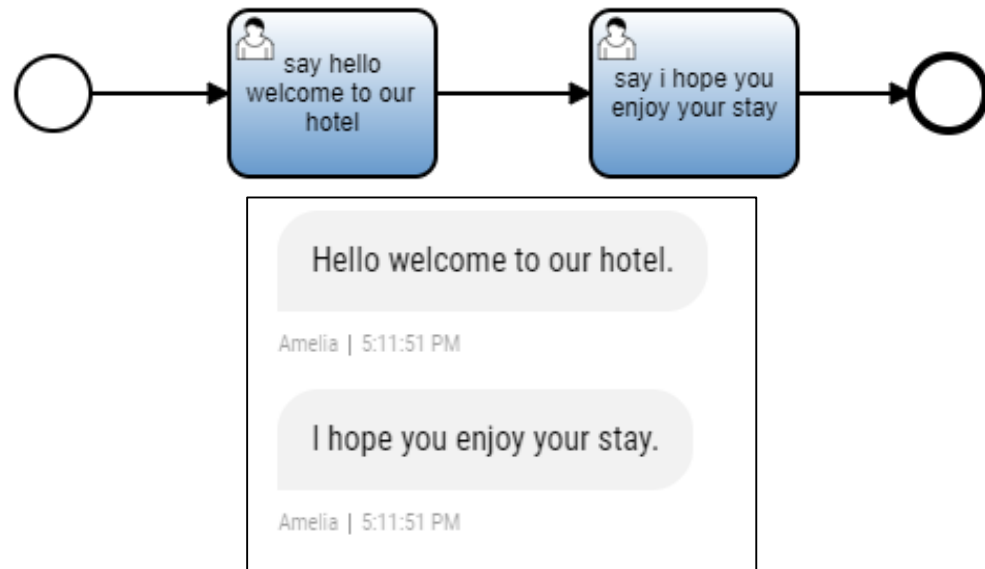 say hello
welcome to our
hotel
say i hope you
enjoy your stay
Hello welcome to our hotel.
Amelia | 5:11:51 PM
I hope you enjoy your stay.
Amelia | 5:11:51 PM